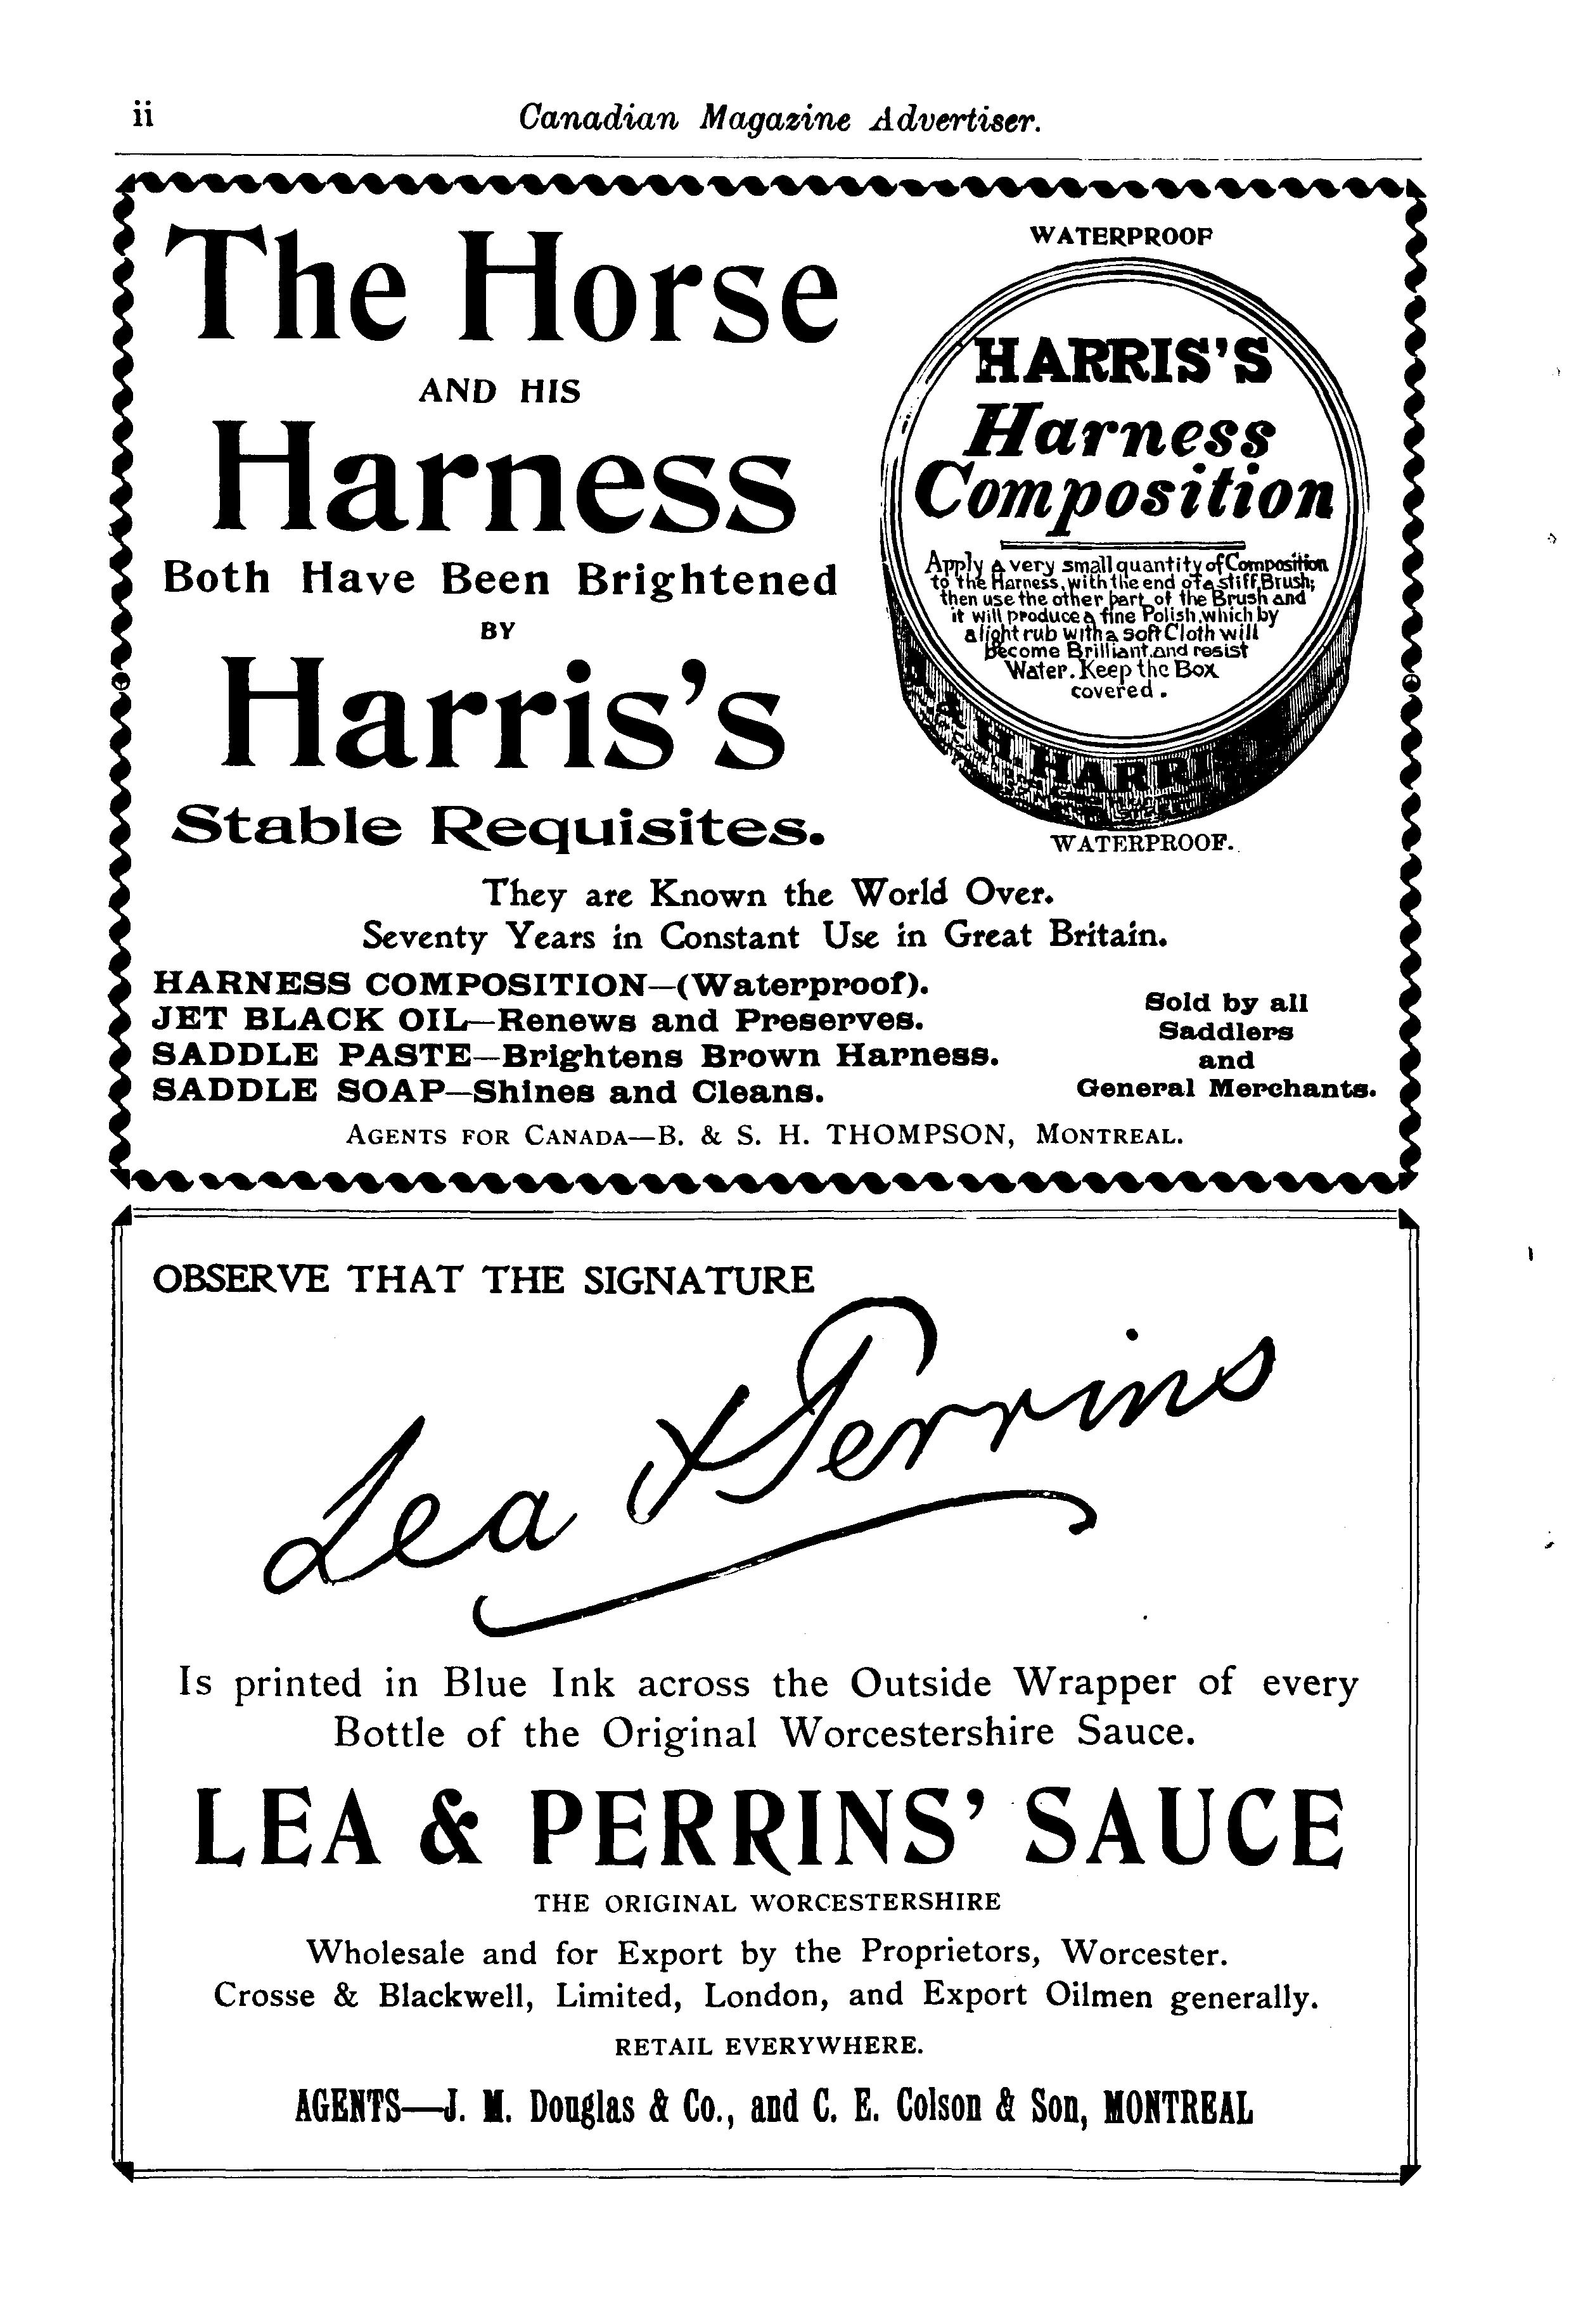 ii
Canadian Magazine Advertiser.
The Horse
AND HIS
Harness
Both Have Been Brightened
BY
Harris's
Stable Requisites.
WATERPROOF
HARRIS'S
Harness
Composition
Apply a very small quantity of Composition
to the Harness, with the end of a stiff Brush;
then use the other part of the Brush and
it will produce a fine Polish, which by
a light rub with a soft Cloth will
become Brilliant, and resist
Water. Keep the Box
covered.
HARRIS
WATERPROOF.
They are Known the World Over.
Seventy Years in Constant Use in Great Britain.
HARNESS COMPOSITION—(Waterproof).
JET BLACK OIL—Renews and Preserves.
SADDLE PASTE—Brightens Brown Harness.
SADDLE SOAP—Shines and Cleans.
Sold by all
Saddlers
and
General Merchants.
AGENTS FOR CANADA—B. & S. H. THOMPSON, MONTREAL.
OBSERVE THAT THE SIGNATURE
Lea & Perrins
Is printed in Blue Ink across the Outside Wrapper of every
Bottle of the Original Worcestershire Sauce.
LEA & PERRINS' SAUCE
THE ORIGINAL WORCESTERSHIRE
Wholesale and for Export by the Proprietors, Worcester.
Crosse & Blackwell, Limited, London, and Export Oilmen generally.
RETAIL EVERYWHERE.
AGENTS—J. M. Douglas & Co., and C. E. Colson & Son, MONTREAL